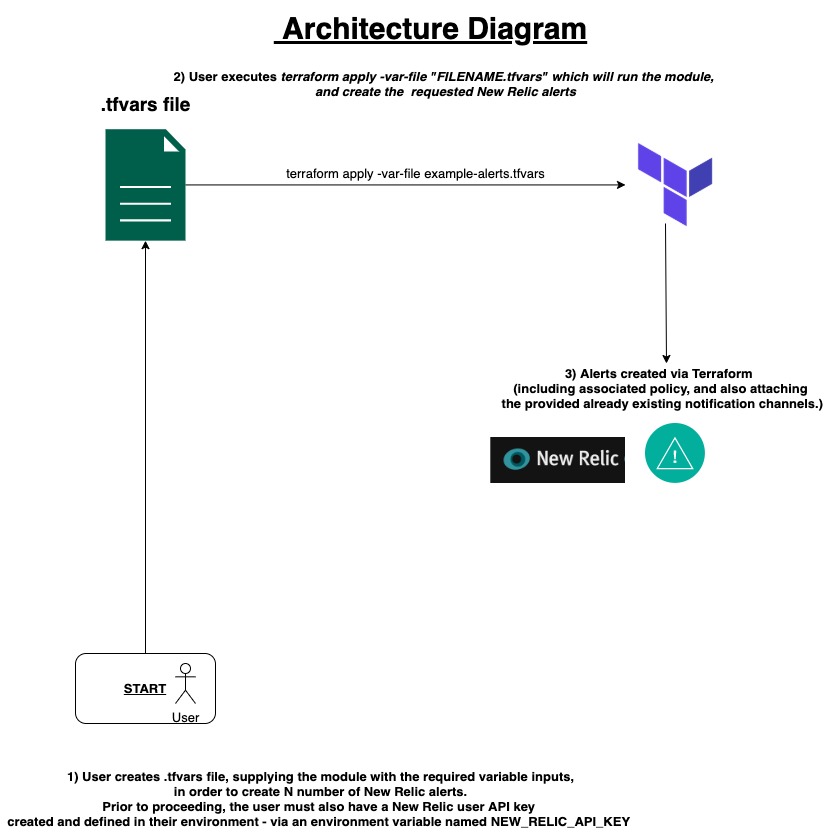 Architecture Diagram
2) User executes terraform apply -var-file "FILENAME.tfvars" which will run the module,
and create the requested New Relic alerts
.tfvars file
terraform apply -var-file example-alerts.tfvars
3) Alerts created via Terraform
(including associated policy, and also attaching
the provided already existing notification channels.)
New Relic
!
START
User
1) User creates .tfvars file, supplying the module with the required variable inputs,
in order to create N number of New Relic alerts.
Prior to proceeding, the user must also have a New Relic user API key
created and defined in their environment - via an environment variable named NEW_RELIC_API_KEY